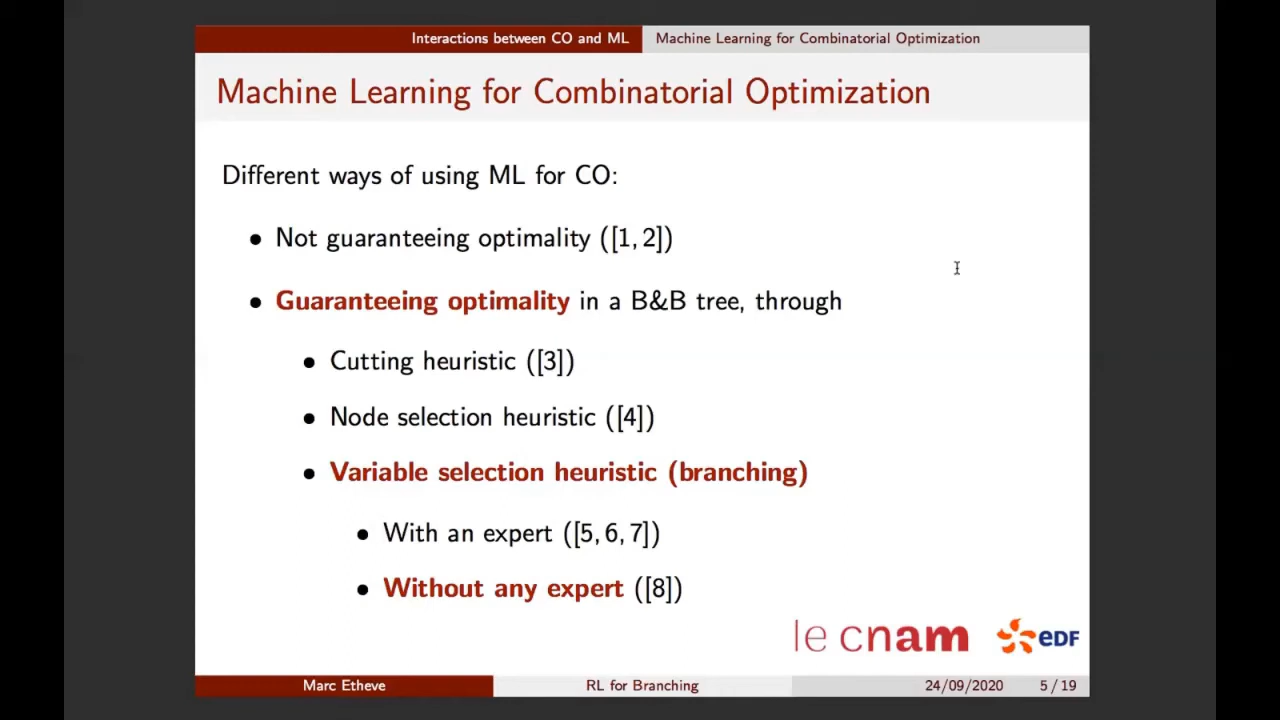 Interactions between CO and ML Machine Learning for Combinatorial Optimization
Machine Learning for Combinatorial Optimization
Different ways of using ML for CO:
• Not guaranteeing optimality ([1, 2])
• Guaranteeing optimality in a B&B tree, through
• Cutting heuristic ([3])
• Node selection heuristic ([4])
• Variable selection heuristic (branching)
• With an expert ([5, 6, 7])
• Without any expert ([8])
le cnam eDF
Marc Etheve RL for Branching 24/09/2020 5 / 19